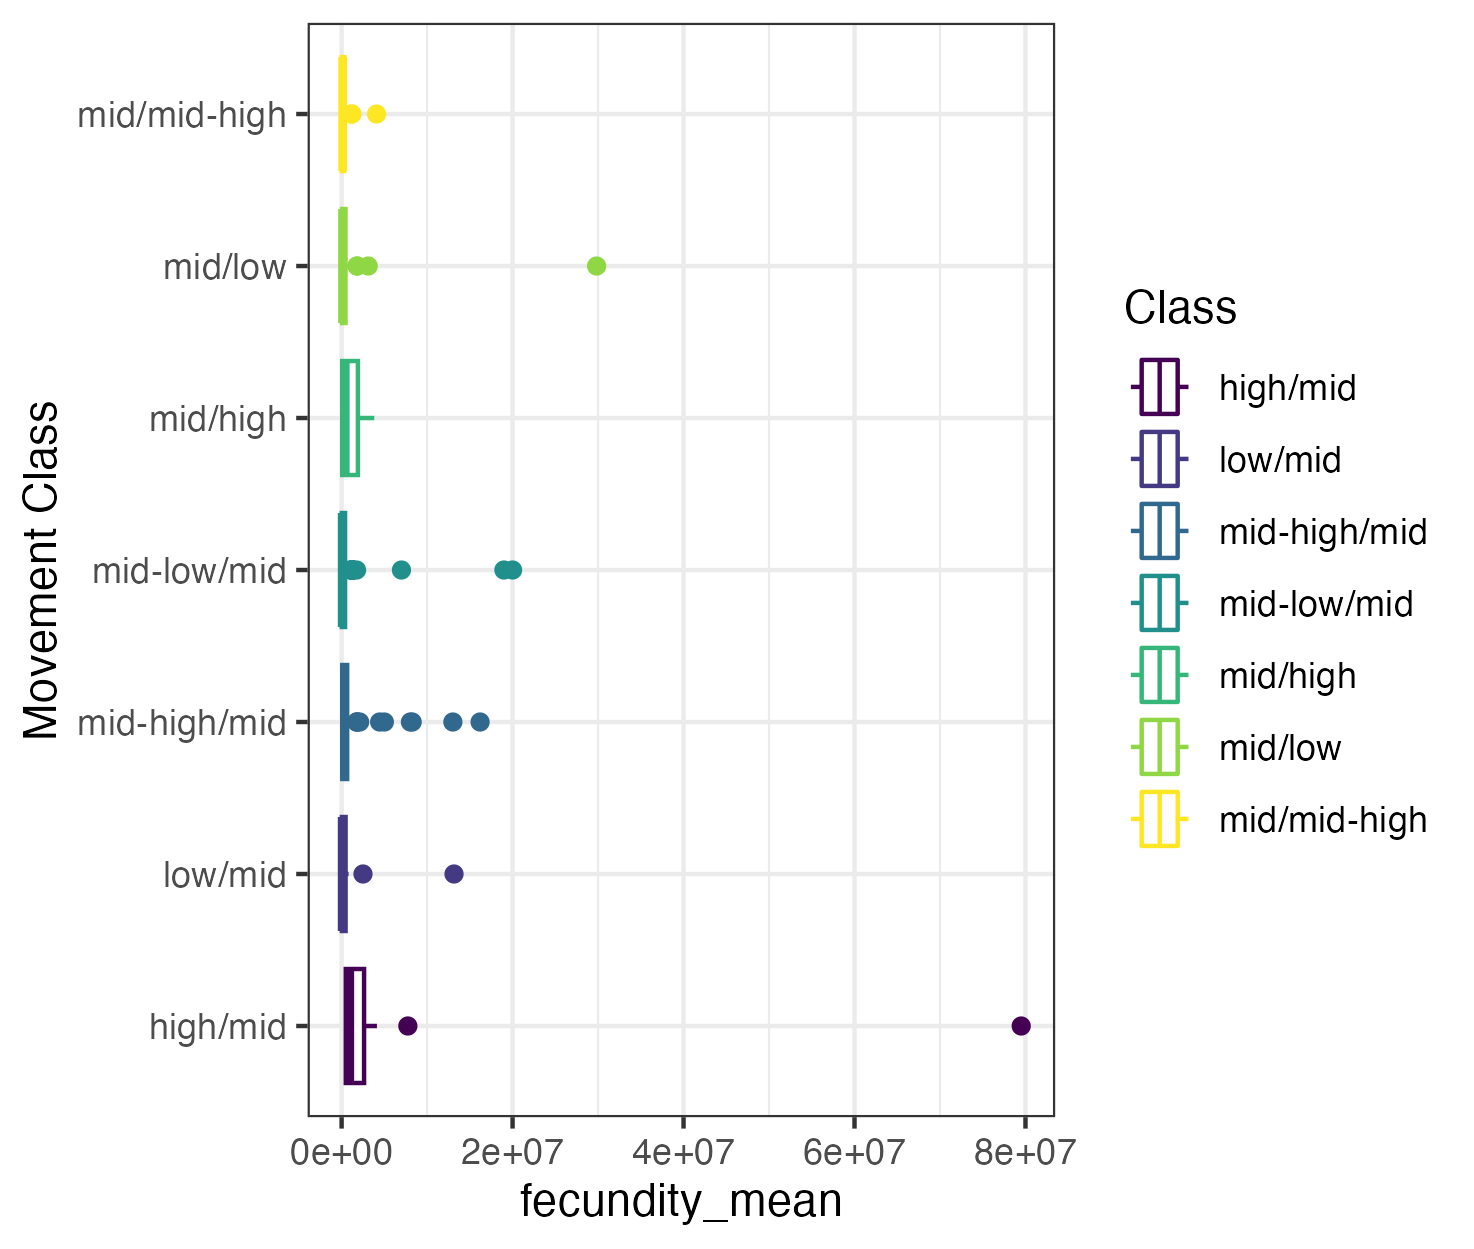 Movement Class
mid/mid-high
mid/low
mid/high
mid-low/mid
mid-high/mid
low/mid
high/mid
0e+00 2e+07 4e+07 6e+07 8e+07
fecundity_mean
Class
high/mid
low/mid
mid-high/mid
mid-low/mid
mid/high
mid/low
mid/mid-high